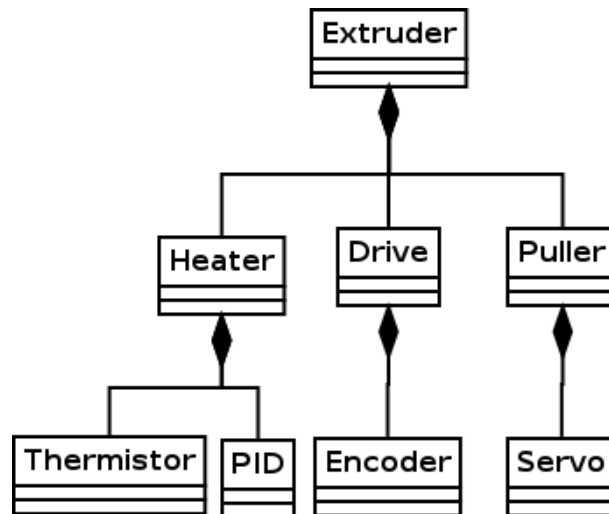 Extruder
Heater
Drive
Puller
Thermistor
PID
Encoder
Servo